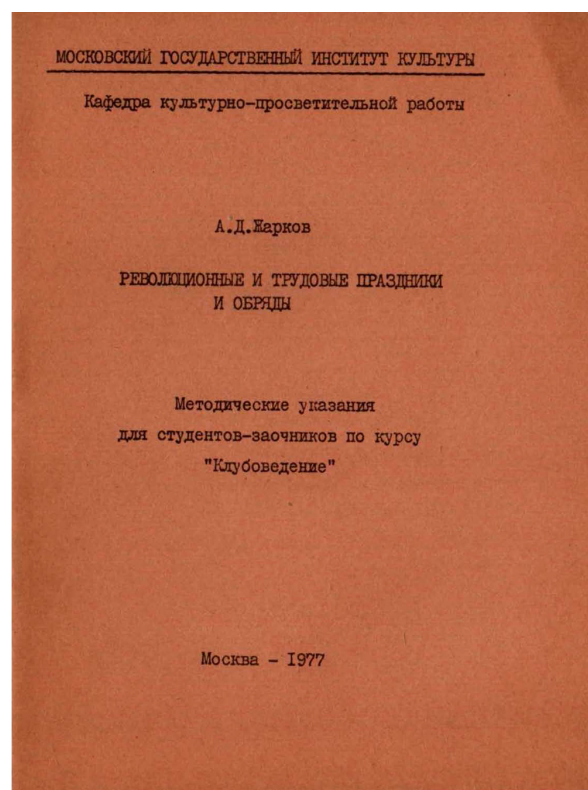 МОСКОВСКИЙ ГОСУДАРСТВЕННЫЙ ИНСТИТУТ КУЛЬТУРЫ
Кафедра культурно-просветительной работы
А.Д.Жарков
РЕВОЛЮЦИОННЫЕ И ТРУДОВЫЕ ПРАЗДНИКИ
И ОБРЯДЫ
Методические указания
для студентов-заочников по курсу
"Клубоведение"
Москва - I977